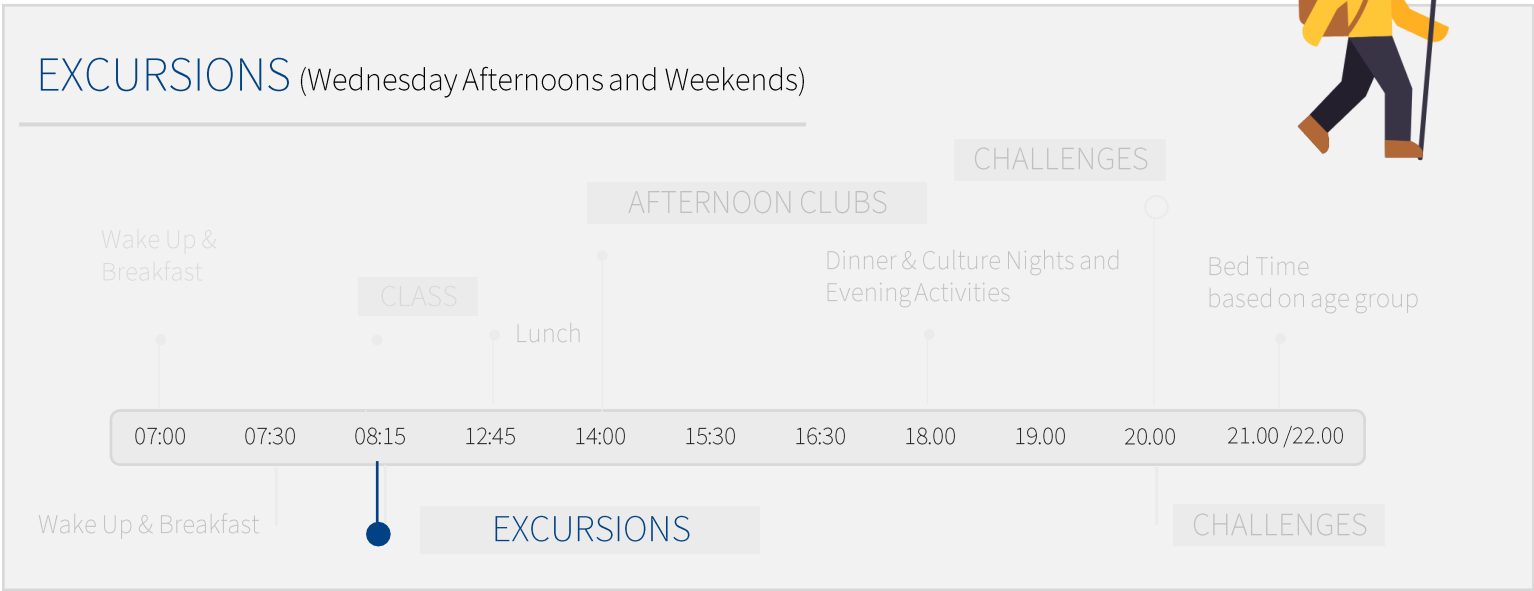 EXCURSIONS (Wednesday Afternoons and Weekends)
CHALLENGES
AFTERNOON CLUBS
Wake Up &
Breakfast
Dinner & Culture Nights and
Evening Activities
Bed Time
based on age group
CLASS
Lunch
07:00 07:30 08:15 12:45 14:00 15:30 16:30 18.00 19.00 20.00 21.00 /22.00
Wake Up & Breakfast
EXCURSIONS
CHALLENGES